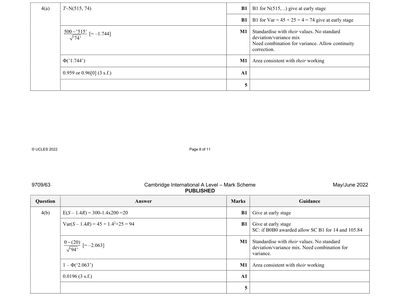 4(a) T~N(515, 74) B1 B1 for N(515, ..) give at early stage
B1 B1 for Var = 45 + 25 + 4 = 74 give at early stage
500 – '515' / √'74' [= –1.744] M1 Standardise with their values. No standard
deviation/variance mix
Need combination for variance. Allow continuity
correction.
Φ('1.744') M1 Area consistent with their working
0.959 or 0.96[0] (3 s.f.) A1
5
© UCLES 2022 Page 8 of 11
9709/63 Cambridge International A Level – Mark Scheme May/June 2022
PUBLISHED
Question Answer Marks Guidance
4(b) E(S – 1.4R) = 300-1.4x200 =20 B1 Give at early stage
Var(S – 1.4R) = 45 + 1.4²×25 = 94 B1 Give at early stage
SC: if B0B0 awarded allow SC B1 for 14 and 105.84
0 – (20) / √'94' [= –2.063] M1 Standardise with their values. No standard
deviation/variance mix. Need combination for
variance.
1 – Φ('2.063') M1 Area consistent with their working
0.0196 (3 s.f.) A1
5